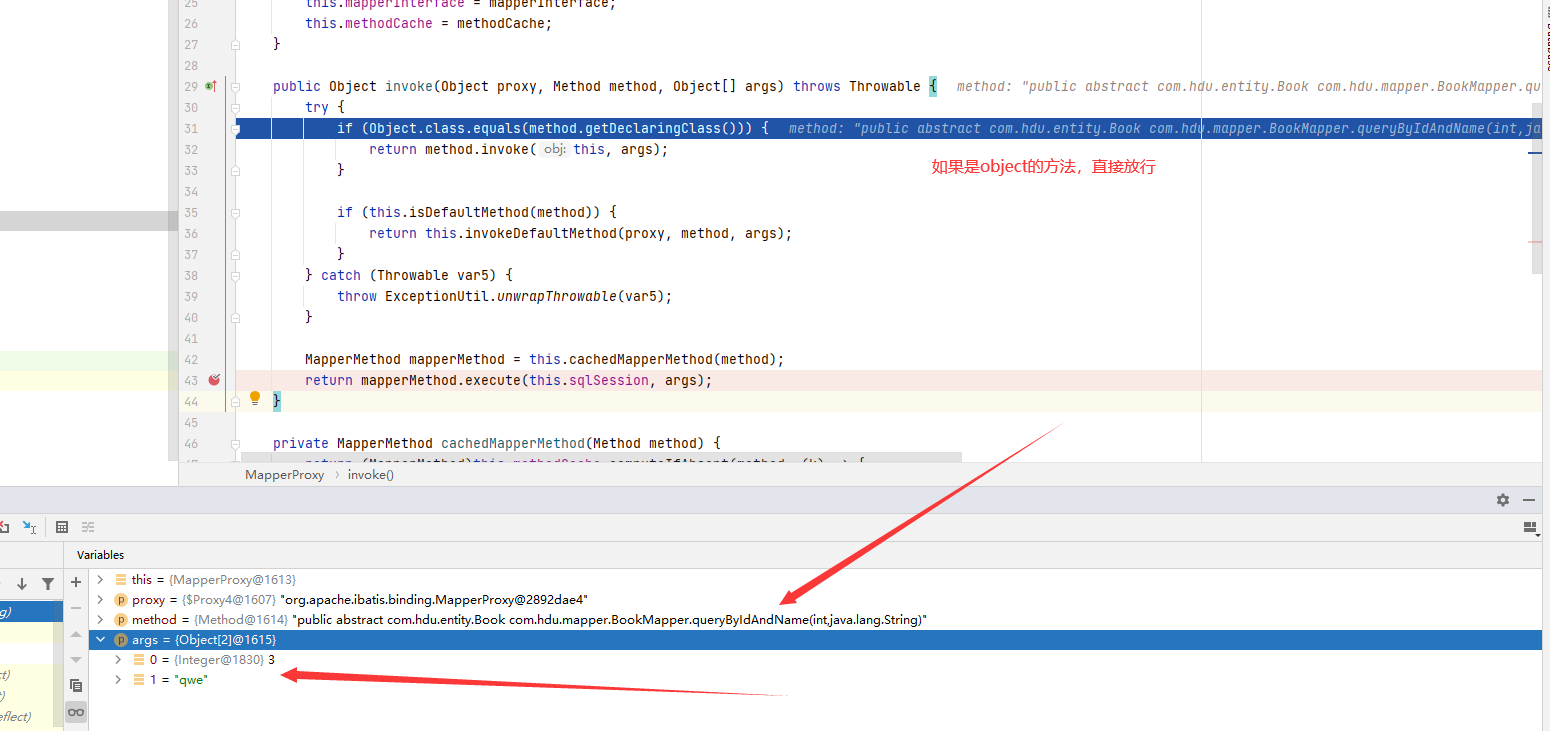 25 this.mapperInterface = mapperInterface;
26 this.methodCache = methodCache;
27 }
28
29 public Object invoke(Object proxy, Method method, Object[] args) throws Throwable { method: "public abstract com.hdu.entity.Book com.hdu.mapper.BookMapper.qu
30 try {
31 if (Object.class.equals(method.getDeclaringClass())) { method: "public abstract com.hdu.entity.Book com.hdu.mapper.BookMapper.queryByIdAndName(int,java
32 return method.invoke( obj: this, args);
如果是object的方法，直接放行
33 }
34
35 if (this.isDefaultMethod(method)) {
36 return this.invokeDefaultMethod(proxy, method, args);
37 }
38 } catch (Throwable var5) {
39 throw ExceptionUtil.unwrapThrowable(var5);
40 }
41
42 MapperMethod mapperMethod = this.cachedMapperMethod(method);
43 return mapperMethod.execute(this.sqlSession, args);
44 }
45
46 private MapperMethod cachedMapperMethod(Method method) {
MapperProxy › invoke()
Variables
this = {MapperProxy@1613}
proxy = {$Proxy4@1607} "org.apache.ibatis.binding.MapperProxy@2892dae4"
method = {Method@1614} "public abstract com.hdu.entity.Book com.hdu.mapper.BookMapper.queryByIdAndName(int,java.lang.String)"
args = {Object[2]@1615}
0 = {Integer@1830} 3
1 = "qwe"